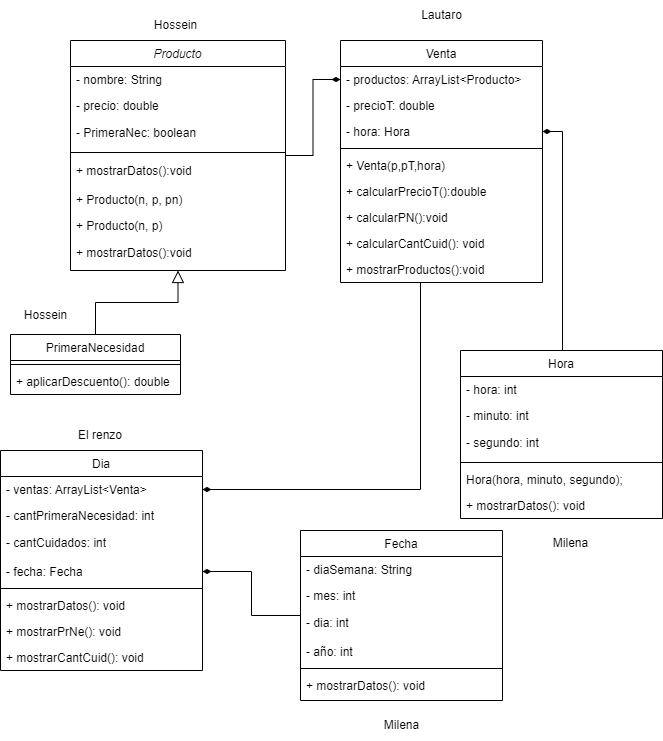 Hossein
Producto
- nombre: String
- precio: double
- PrimeraNec: boolean
+ mostrarDatos():void
+ Producto(n, p, pn)
+ Producto(n, p)
+ mostrarDatos():void
Lautaro
Venta
- productos: ArrayList<Producto>
- precioT: double
- hora: Hora
+ Venta(p,pT,hora)
+ calcularPrecioT():double
+ calcularPN():void
+ calcularCantCuid(): void
+ mostrarProductos():void
Hossein
PrimeraNecesidad
+ aplicarDescuento(): double
Hora
- hora: int
- minuto: int
- segundo: int
Hora(hora, minuto, segundo);
+ mostrarDatos(): void
Milena
El renzo
Dia
- ventas: ArrayList<Venta>
- cantPrimeraNecesidad: int
- cantCuidados: int
- fecha: Fecha
+ mostrarDatos(): void
+ mostrarPrNe(): void
+ mostrarCantCuid(): void
Fecha
- diaSemana: String
- mes: int
- dia: int
- año: int
+ mostrarDatos(): void
Milena